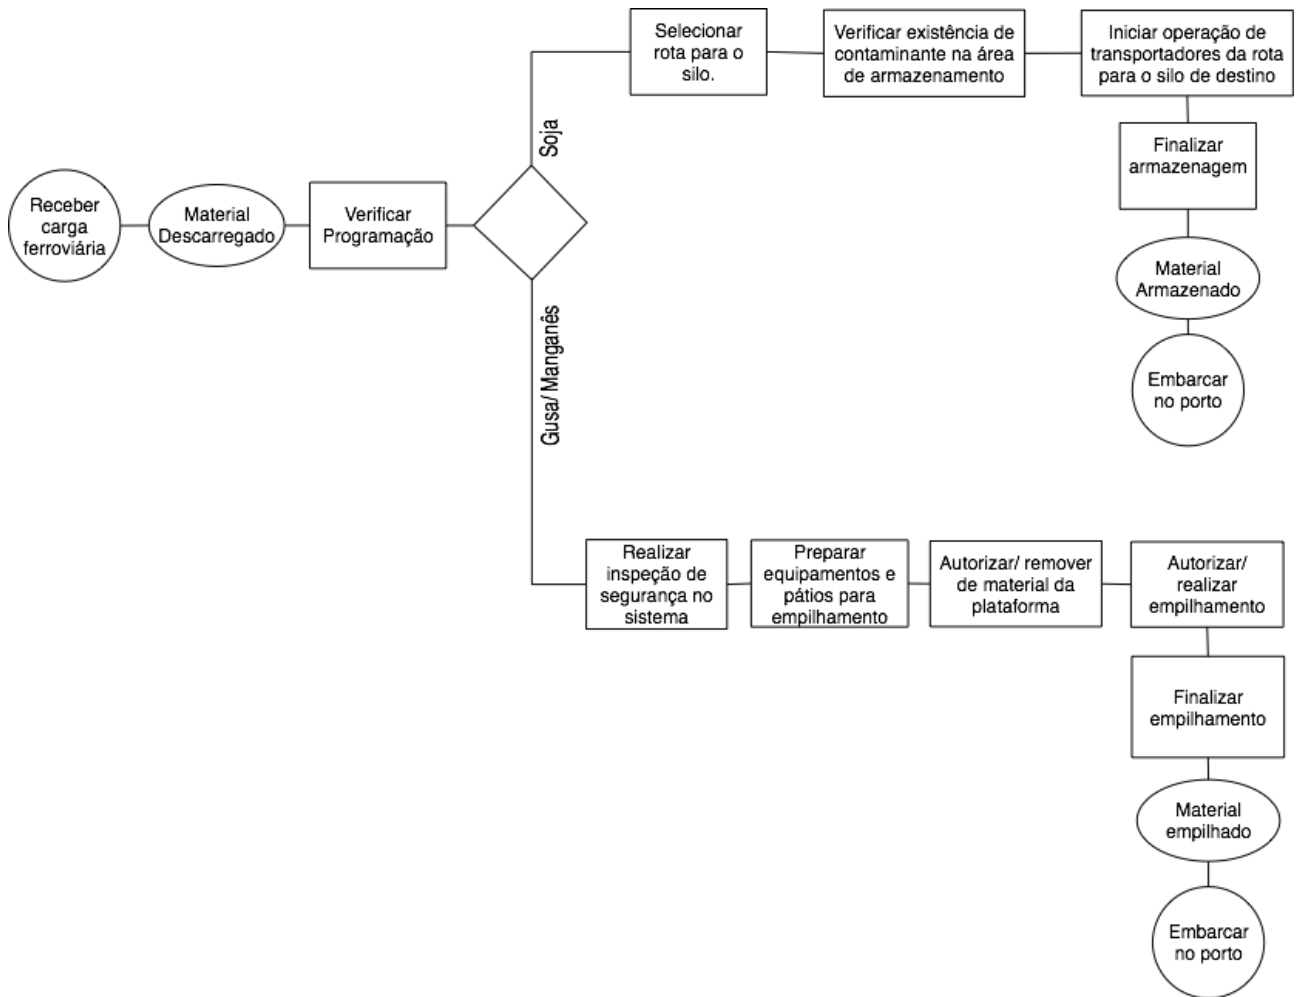 Receber
carga
ferroviária
Material
Descarregado
Verificar
Programação
Soja
Selecionar
rota para o
silo.
Verificar existência de
contaminante na área
de armazenamento
Iniciar operação de
transportadores da rota
para o silo de destino
Finalizar
armazenagem
Material
Armazenado
Embarcar
no porto
Gusa/ Manganês
Realizar
inspeção de
segurança no
sistema
Preparar
equipamentos e
pátios para
empilhamento
Autorizar/ remover
de material da
plataforma
Autorizar/
realizar
empilhamento
Finalizar
empilhamento
Material
empilhado
Embarcar
no porto